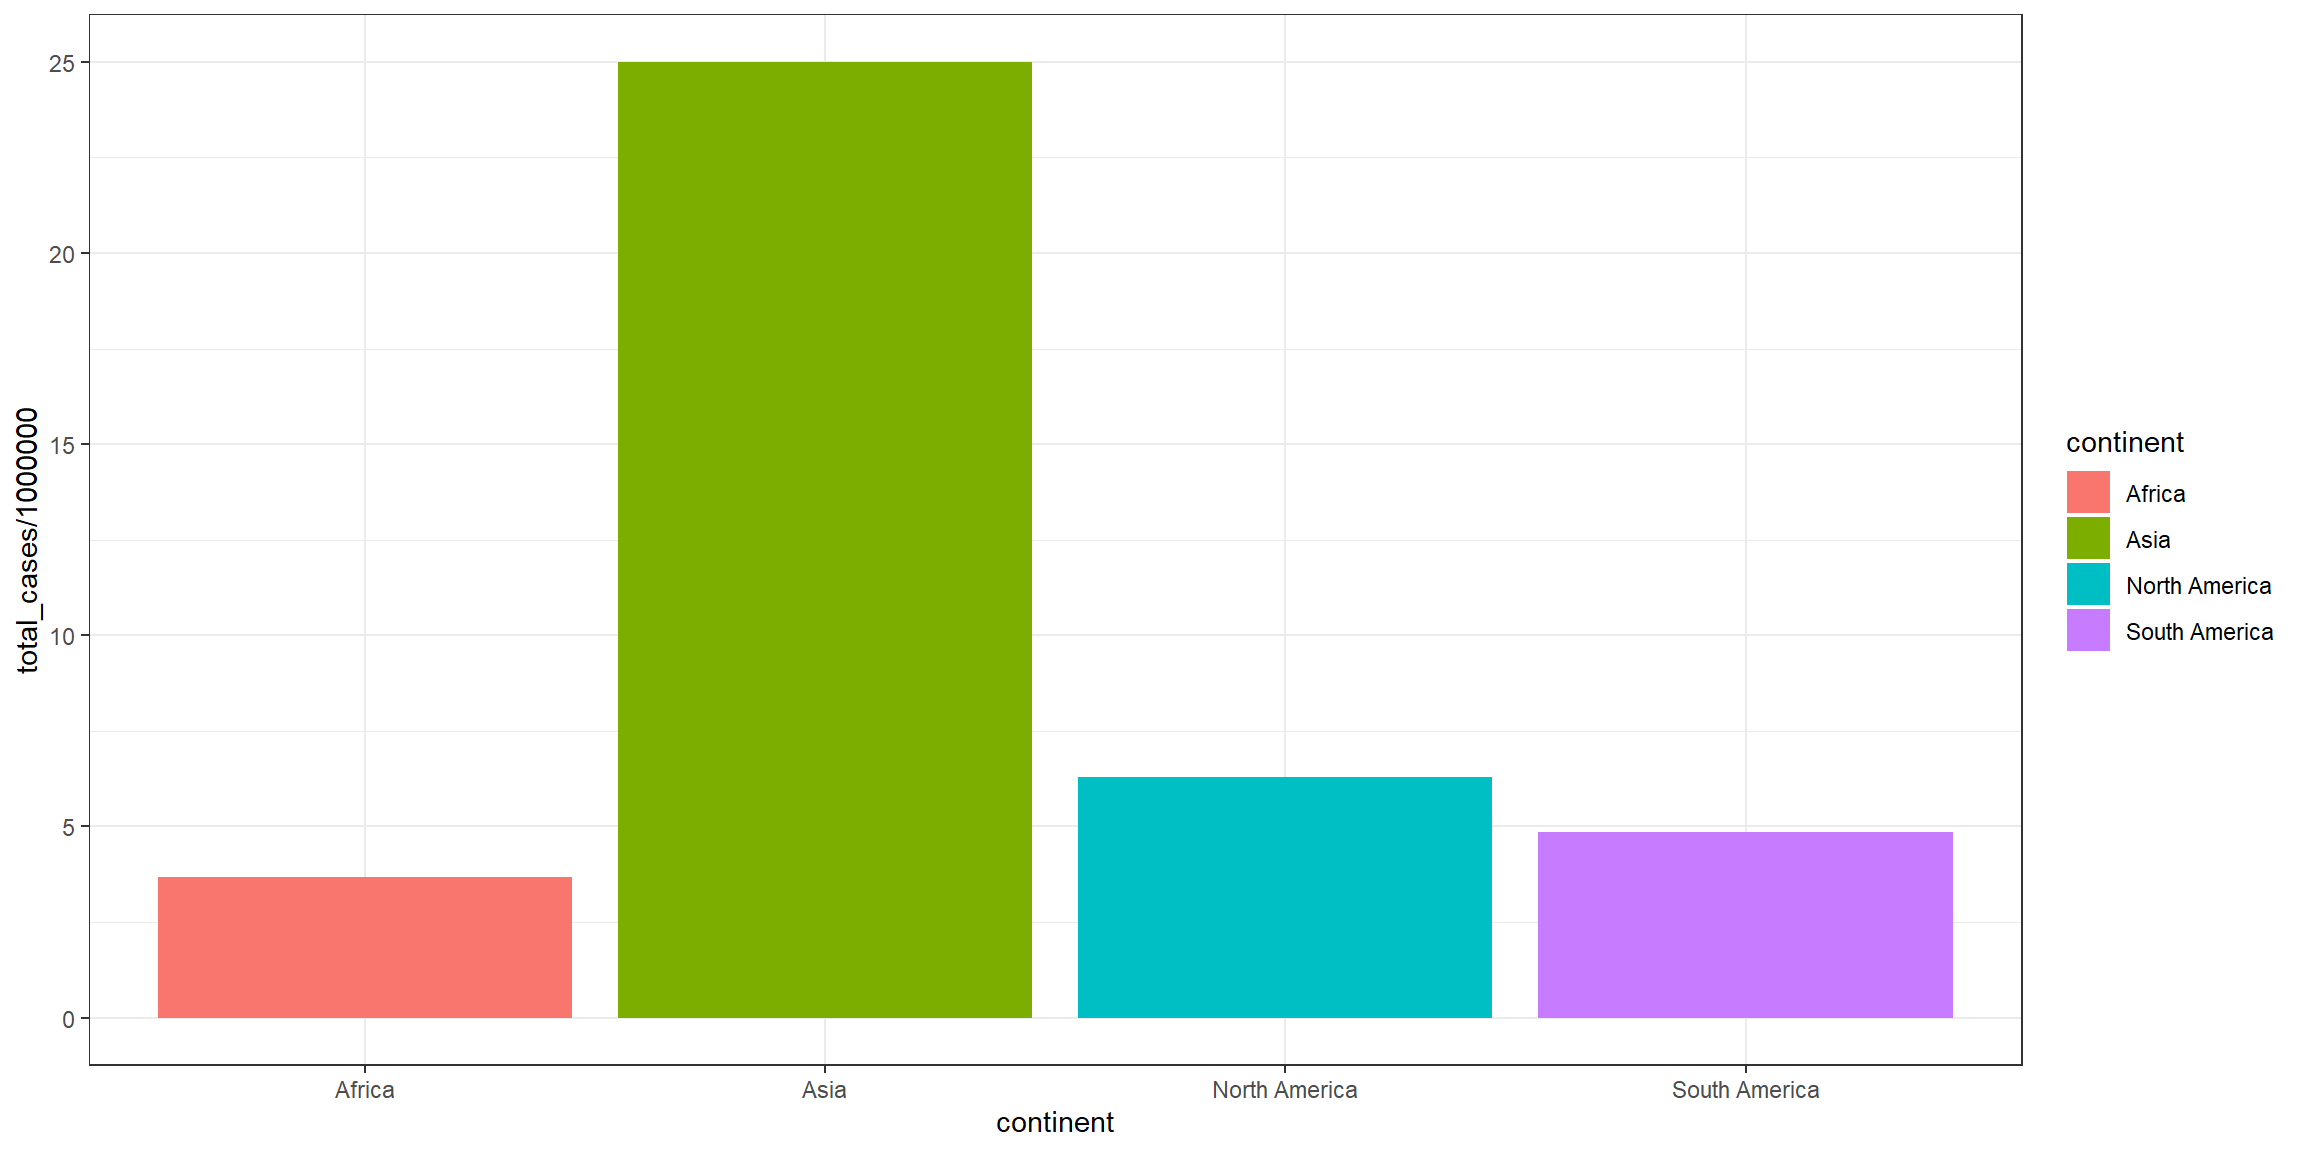 total_cases/1000000
25
20
15
10
5
0
Africa
Asia
North America
South America
continent
continent
Africa
Asia
North America
South America